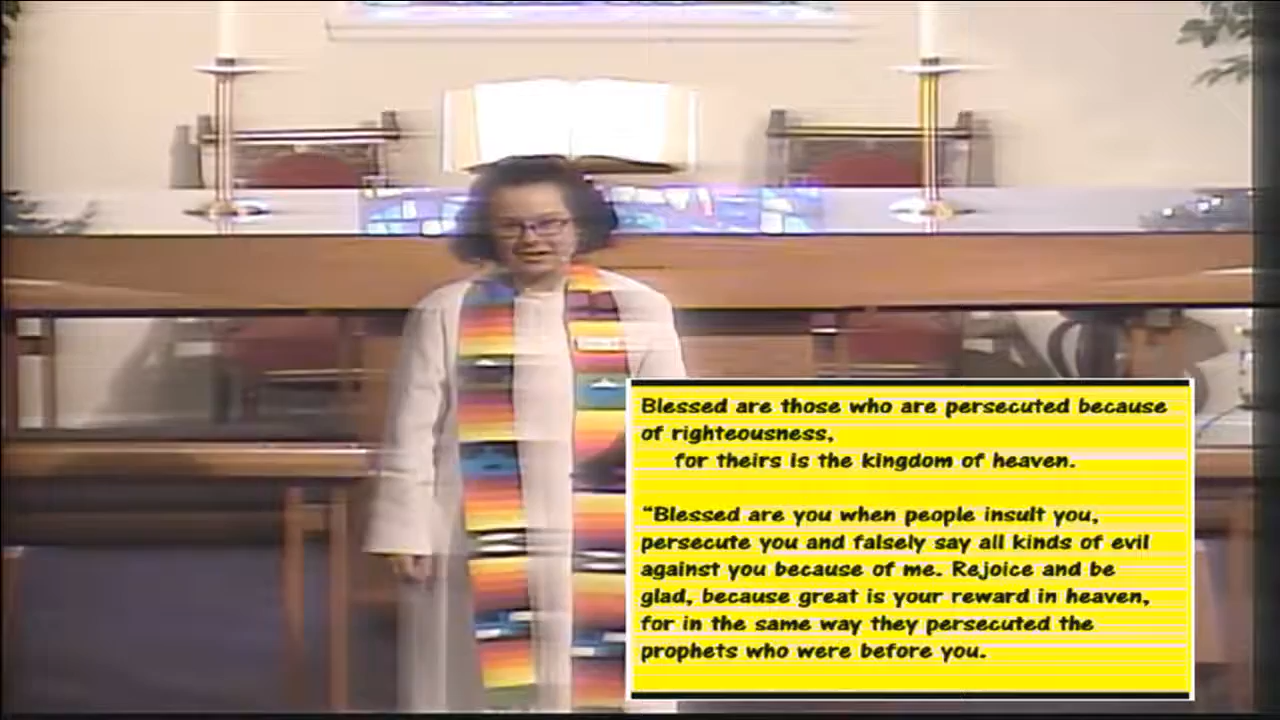 Blessed are those who are persecuted because
of righteousness,
for theirs is the kingdom of heaven.
“Blessed are you when people insult you,
persecute you and falsely say all kinds of evil
against you because of me. Rejoice and be
glad, because great is your reward in heaven,
for in the same way they persecuted the
prophets who were before you.